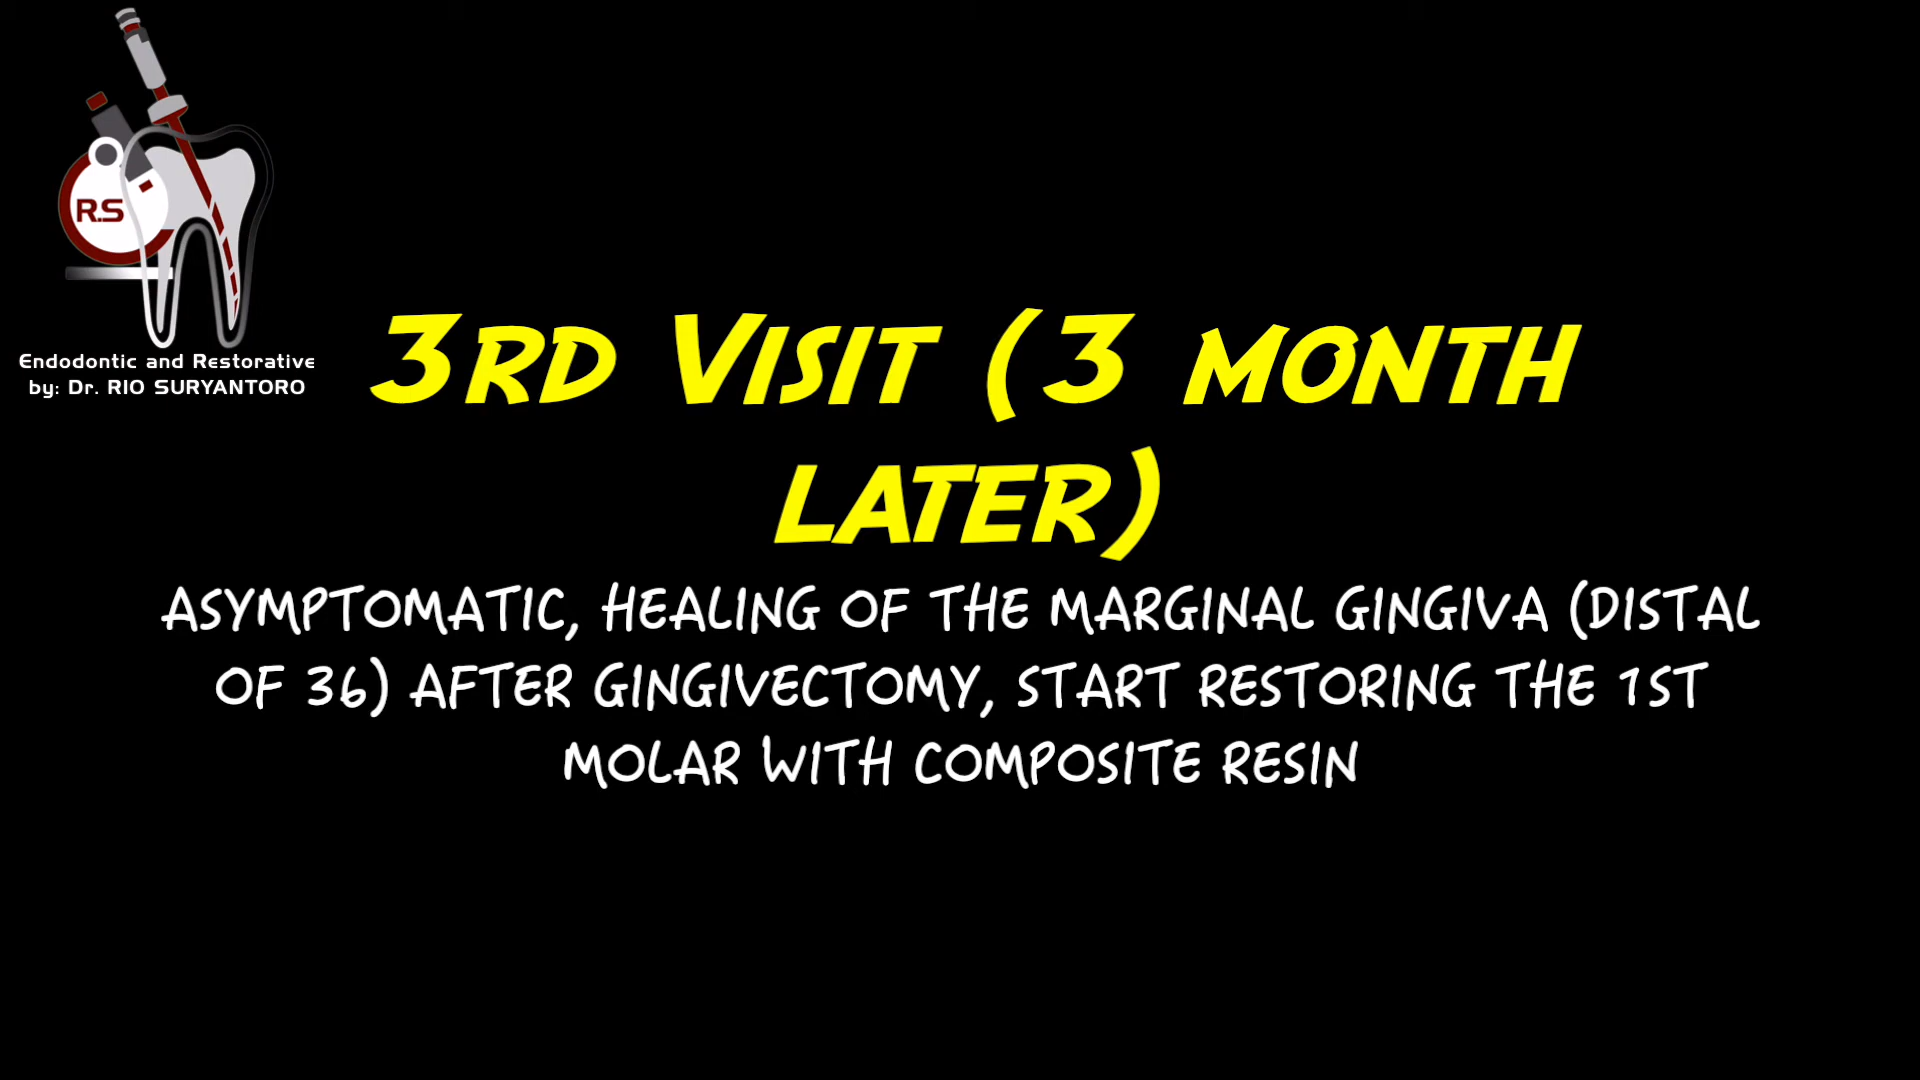 R.S
Endodontic and Restorative
by: Dr. RIO SURYANTORO
3RD VISIT (3 MONTH
LATER)
ASYMPTOMATIC, HEALING OF THE MARGINAL GINGIVA (DISTAL
OF 36) AFTER GINGIVECTOMY, START RESTORING THE 1ST
MOLAR WITH COMPOSITE RESIN